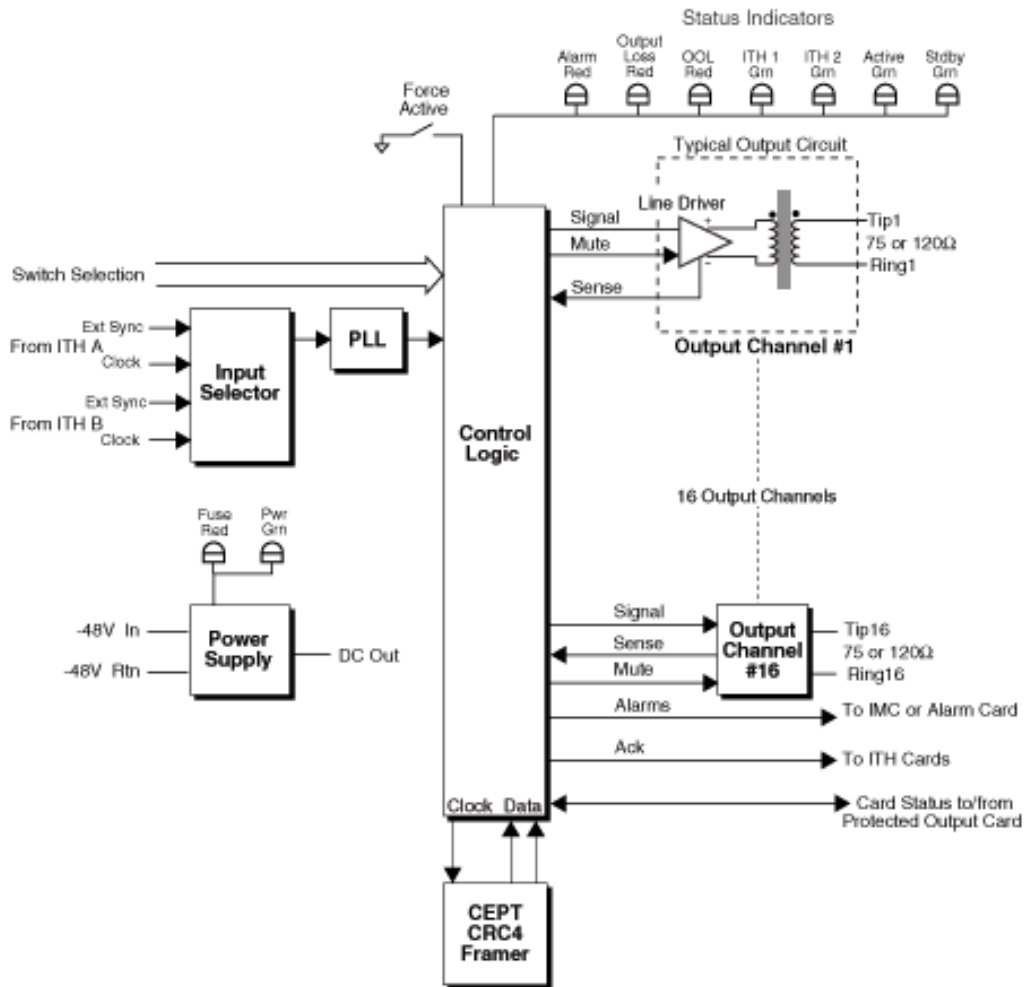 Status Indicators
Alarm
Red
Output
Loss
Red
OOL
Red
ITH 1
Grn
ITH 2
Grn
Active
Grn
Stdby
Grn
Force
Active
Typical Output Circuit
Line Driver
Signal
Mute
Sense
+
-
Tip1
75 or 120Ω
Ring1
Output Channel #1
Switch Selection
Ext Sync
From ITH A
Clock
Ext Sync
From ITH B
Clock
Input
Selector
PLL
Control
Logic
16 Output Channels
Fuse
Red
Pwr
Grn
-48V In
-48V Rtn
Power
Supply
DC Out
Signal
Sense
Mute
Output
Channel
#16
Tip16
75 or 120Ω
Ring16
Alarms
To IMC or Alarm Card
Ack
To ITH Cards
Card Status to/from
Protected Output Card
Clock Data
CEPT
CRC4
Framer